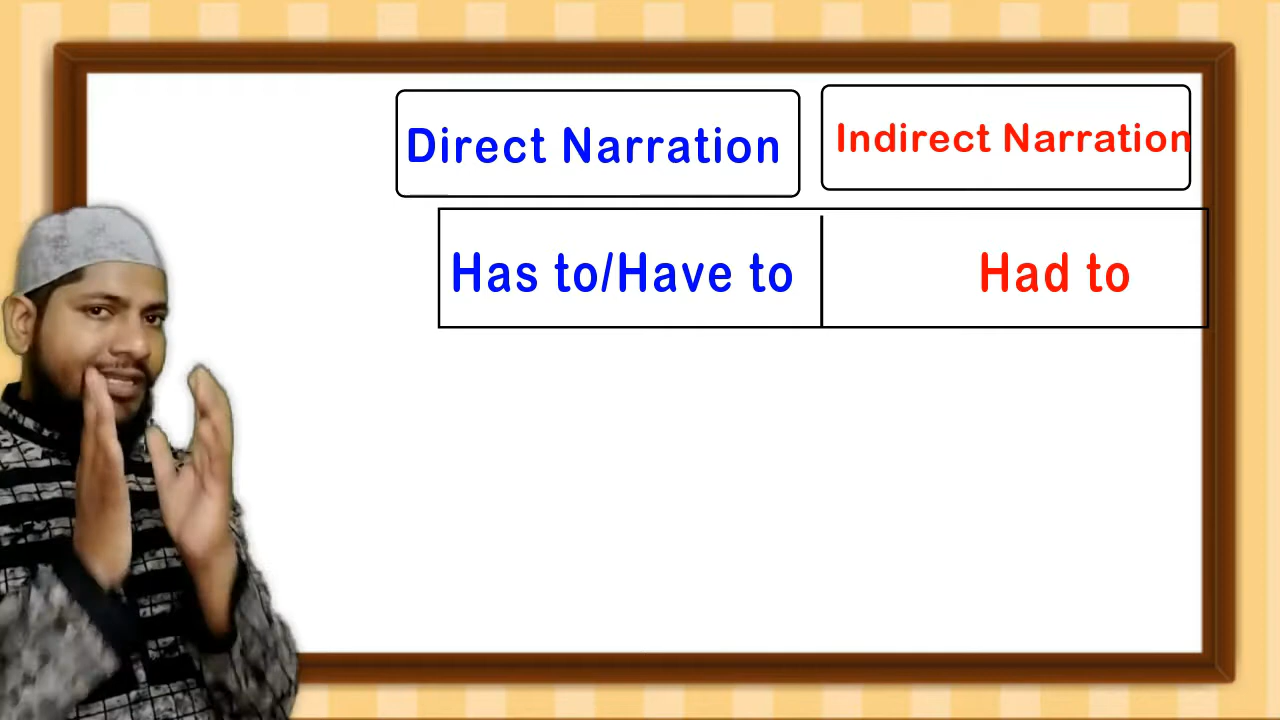 Direct Narration
Indirect Narration
Has to/Have to
Had to